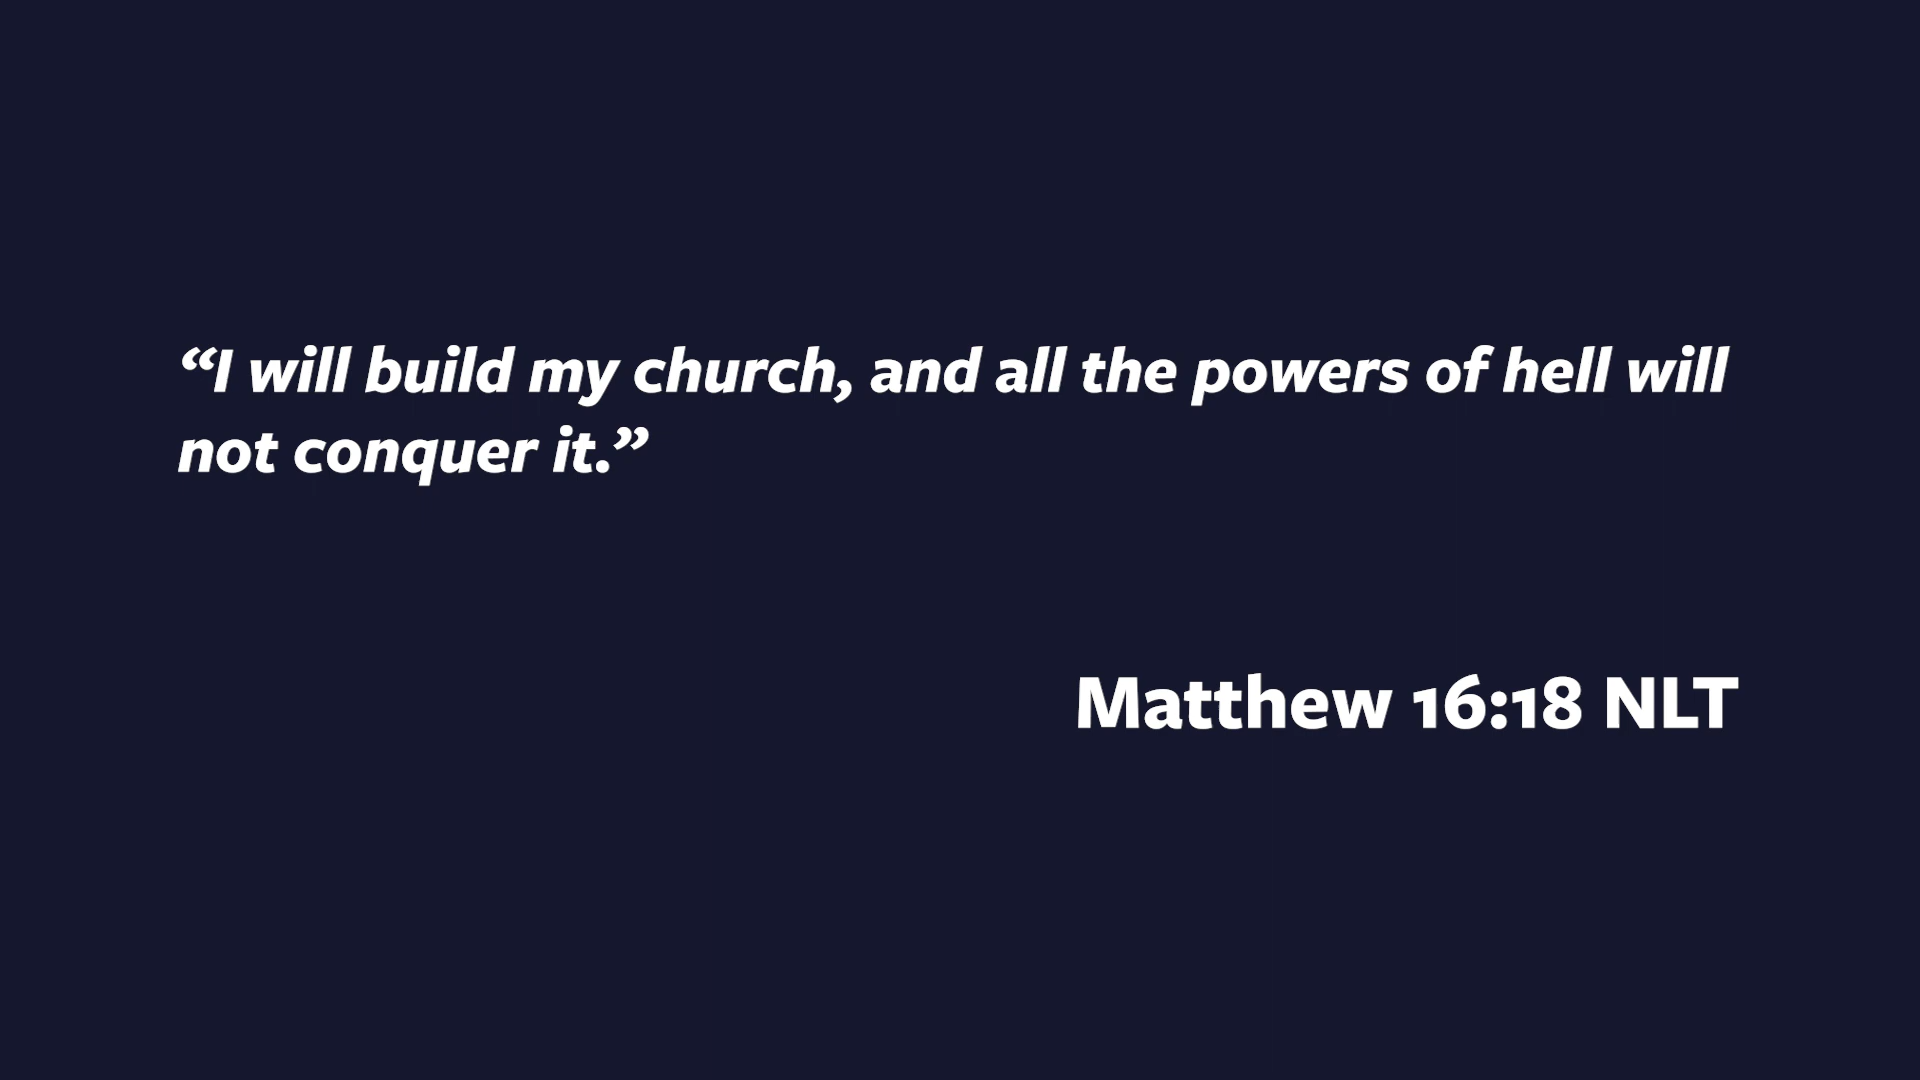 “I will build my church, and all the powers of hell will
not conquer it.”
Matthew 16:18 NLT